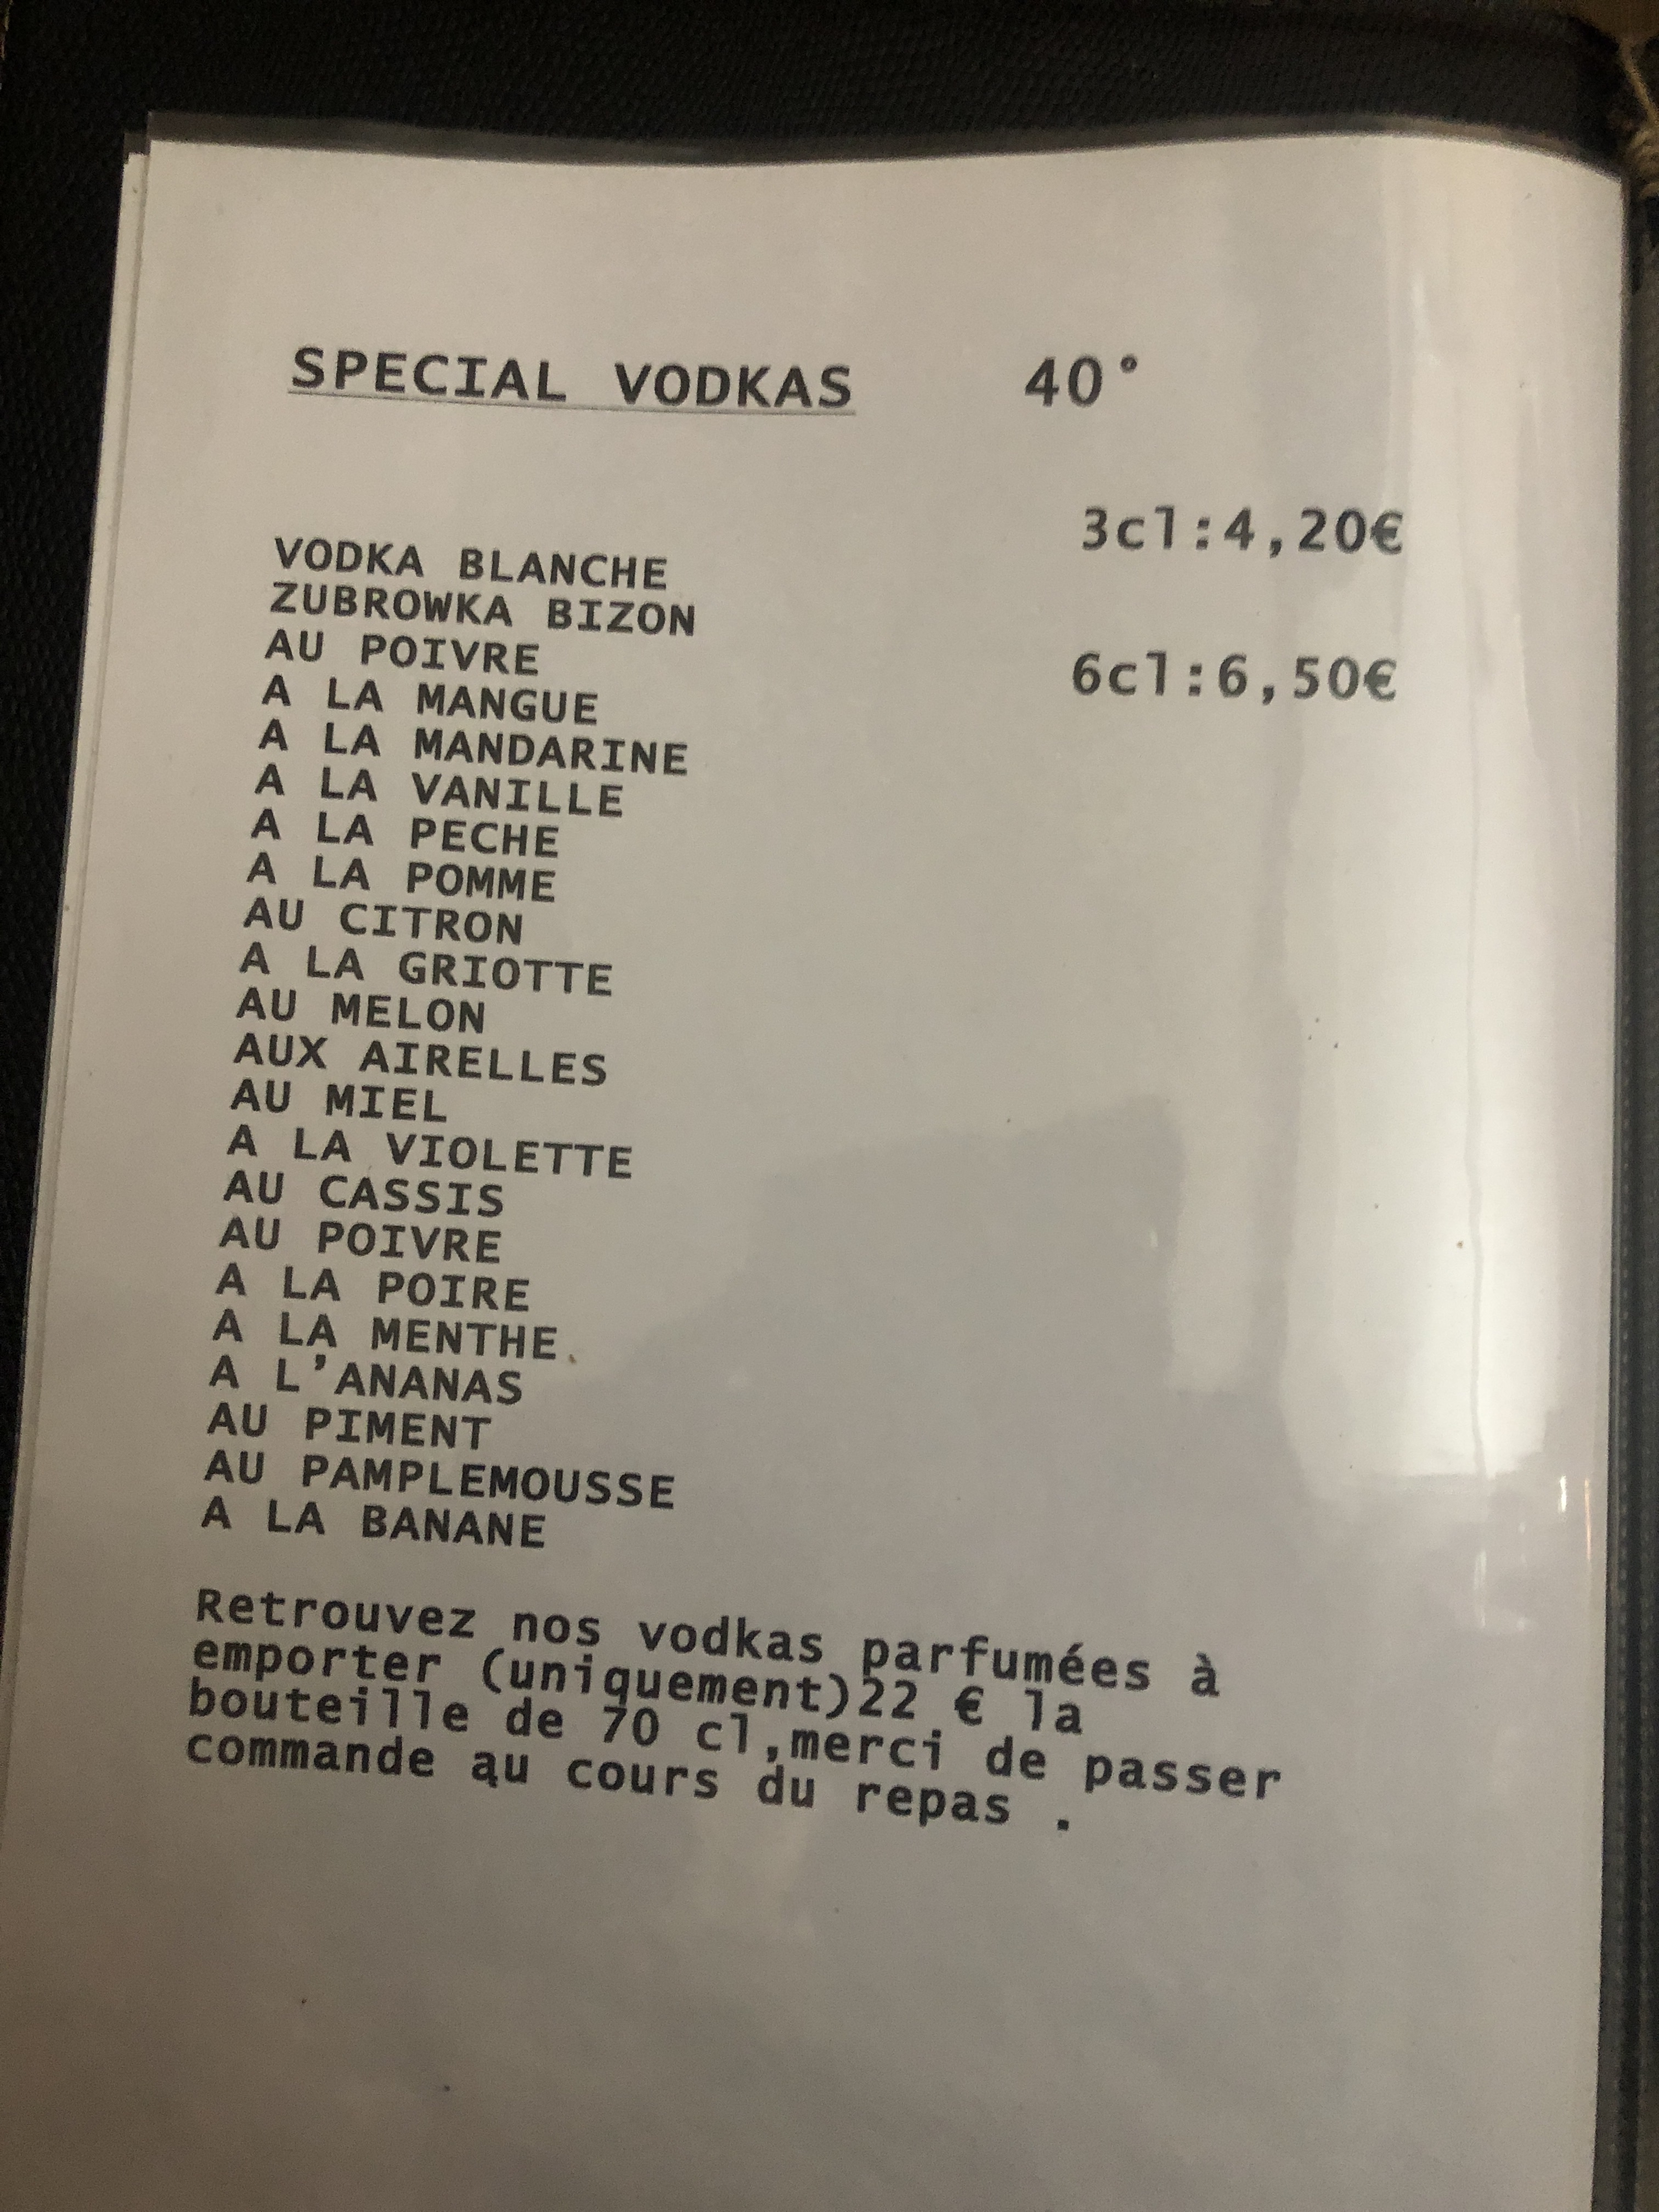 SPECIAL VODKAS 40°
3cl:4,20€
VODKA BLANCHE
ZUBROWKA BIZON
AU POIVRE
6cl:6,50€
A LA MANGUE
A LA MANDARINE
A LA VANILLE
A LA PECHE
A LA POMME
AU CITRON
A LA GRIOTTE
AU MELON
AUX AIRELLES
AU MIEL
A LA VIOLETTE
AU CASSIS
AU POIVRE
A LA POIRE
A LA MENTHE
A L'ANANAS
AU PIMENT
AU PAMPLEMOUSSE
A LA BANANE
Retrouvez nos vodkas parfumées à
emporter (uniquement)22 € la
bouteille de 70 cl,merci de passer
commande au cours du repas .